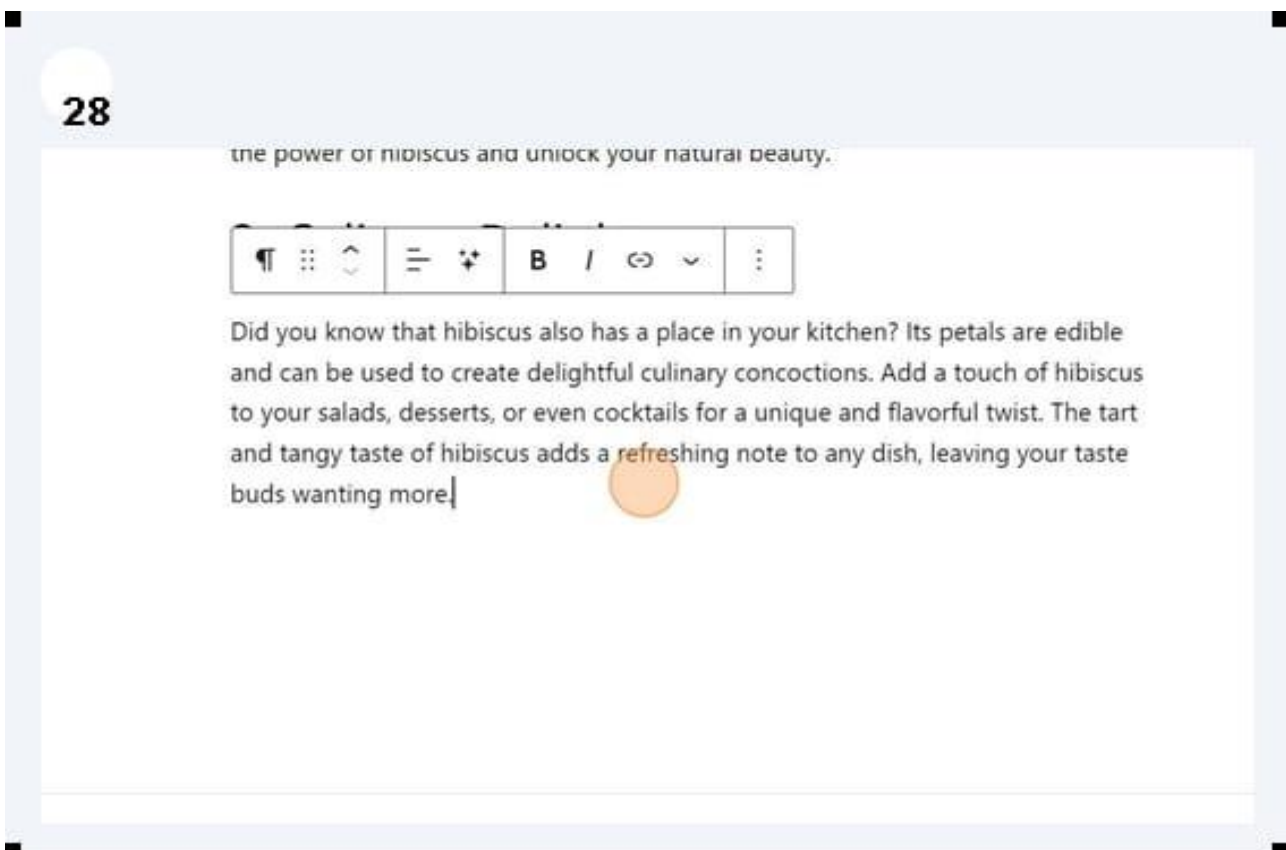 28
the power of hibiscus and unlock your natural beauty.
B I
Did you know that hibiscus also has a place in your kitchen? Its petals are edible
and can be used to create delightful culinary concoctions. Add a touch of hibiscus
to your salads, desserts, or even cocktails for a unique and flavorful twist. The tart
and tangy taste of hibiscus adds a refreshing note to any dish, leaving your taste
buds wanting more.